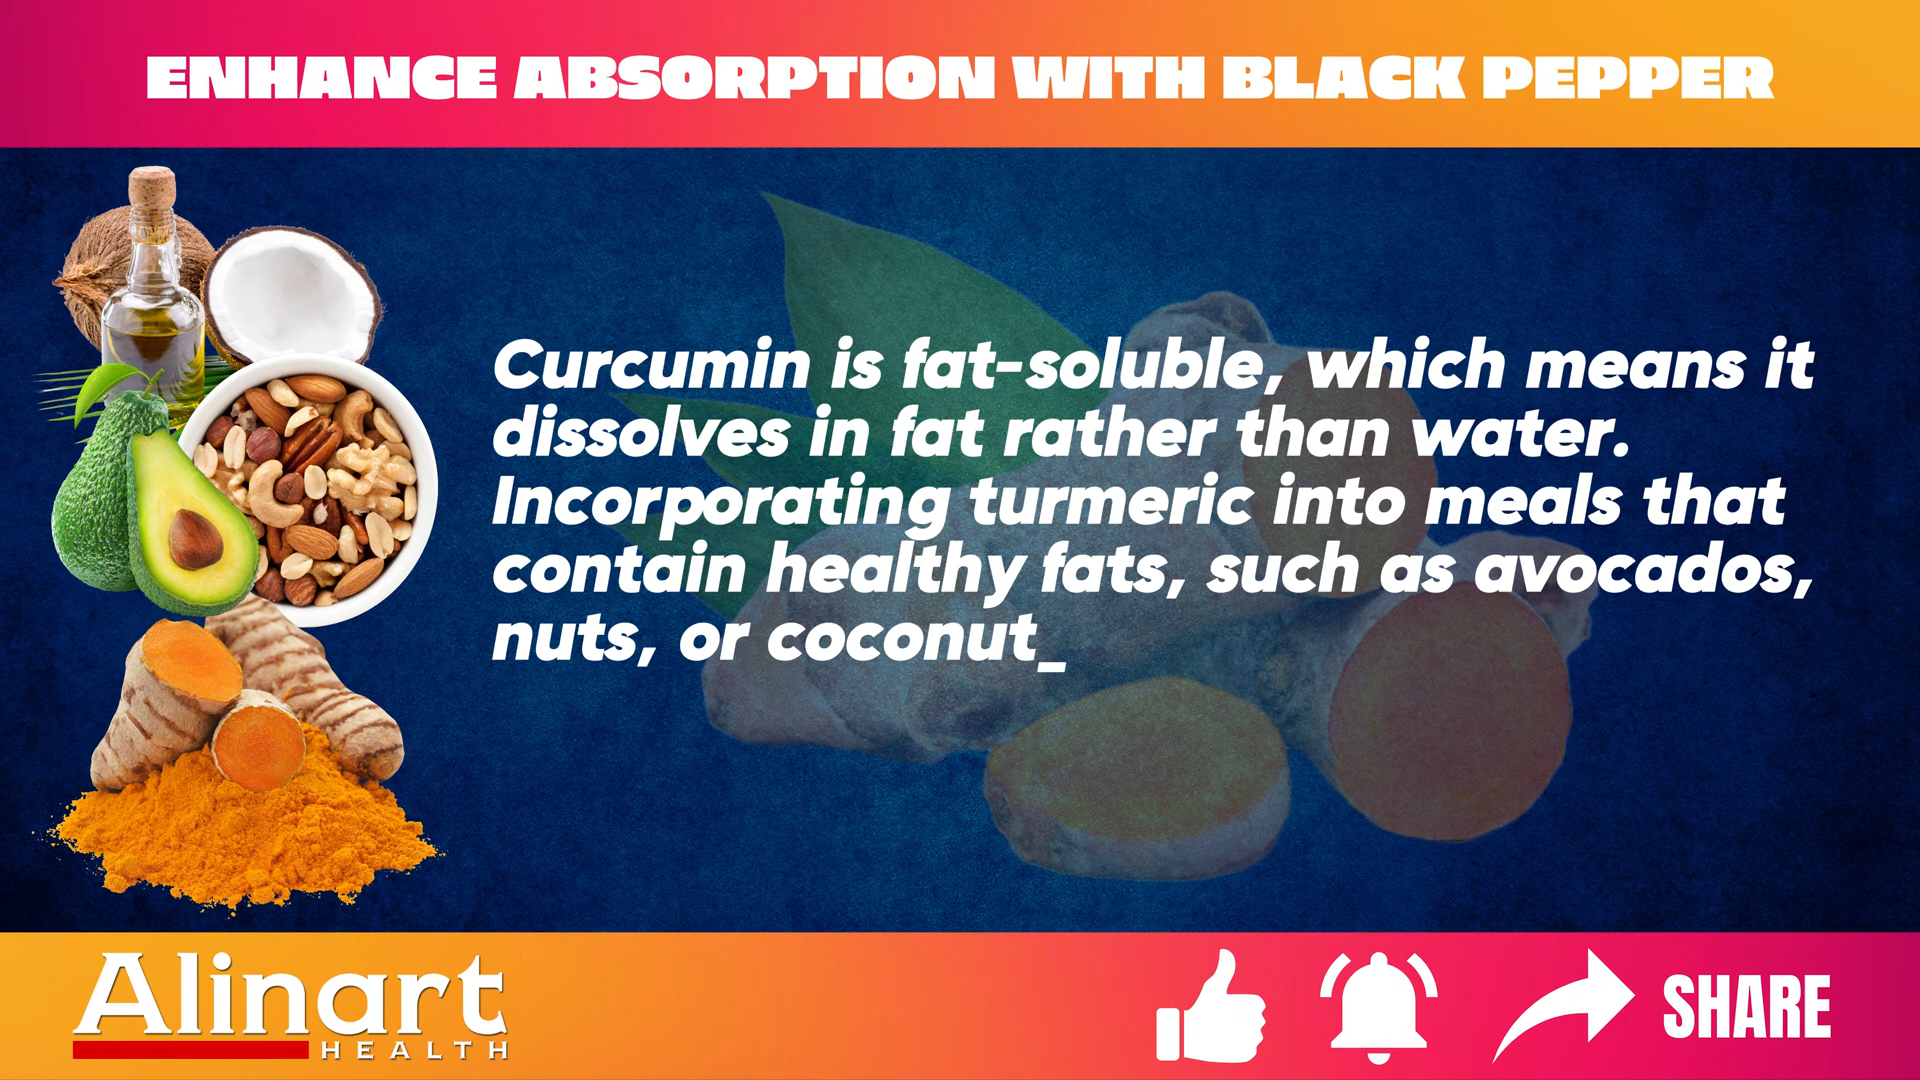 ENHANCE ABSORPTION WITH BLACK PEPPER
Curcumin is fat-soluble, which means it
dissolves in fat rather than water.
Incorporating turmeric into meals that
contain healthy fats, such as avocados,
nuts, or coconut_
Alinart
HEALTH
SHARE